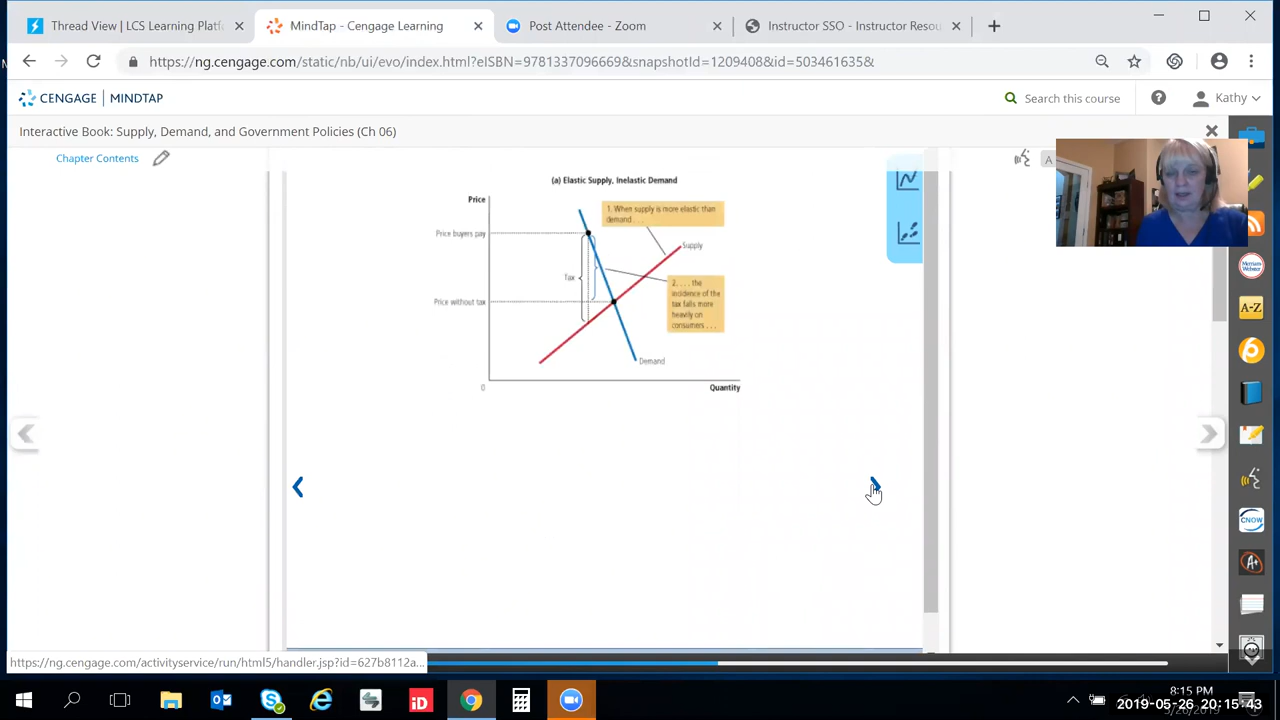 Thread View | LCS Learning Platf
MindTap - Cengage Learning
Post Attendee - Zoom
Instructor SSO - Instructor Resou
https://ng.cengage.com/static/nb/ui/evo/index.html?eISBN=9781337096669&snapshotId=1209408&id=503461635&
CENGAGE | MINDTAP
Search this course
Kathy
Interactive Book: Supply, Demand, and Government Policies (Ch 06)
Chapter Contents
A
(a) Elastic Supply, Inelastic Demand
Price
1. When supply is more elastic than
demand . . .
Price buyers pay
Supply
Tax
2. . . . the
incidence of the
tax falls more
heavily on
consumers . . .
Price without tax
Demand
0
Quantity
Merriam
Webster
A-Z
6
CNOW
A+
https://ng.cengage.com/activityservice/run/html5/handler.jsp?id=627b8112a...
iD
8:15 PM
2019-05-26 20:15:43